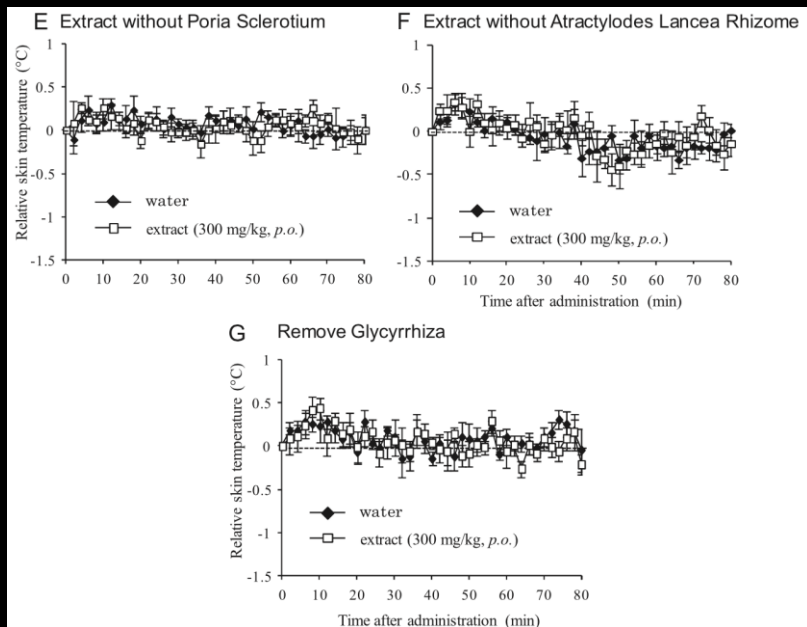 E Extract without Poria Sclerotium
Relative skin temperature (°C)
1
0.5
0
-0.5
-1
-1.5
water
extract (300 mg/kg, p.o.)
0 10 20 30 40 50 60 70 80
F Extract without Atractylodes Lancea Rhizome
1
0.5
0
-0.5
-1
-1.5
water
extract (300 mg/kg, p.o.)
0 10 20 30 40 50 60 70 80
Time after administration (min)
G Remove Glycyrrhiza
Relative skin temperature (°C)
1
0.5
0
-0.5
-1
-1.5
water
extract (300 mg/kg, p.o.)
0 10 20 30 40 50 60 70 80
Time after administration (min)